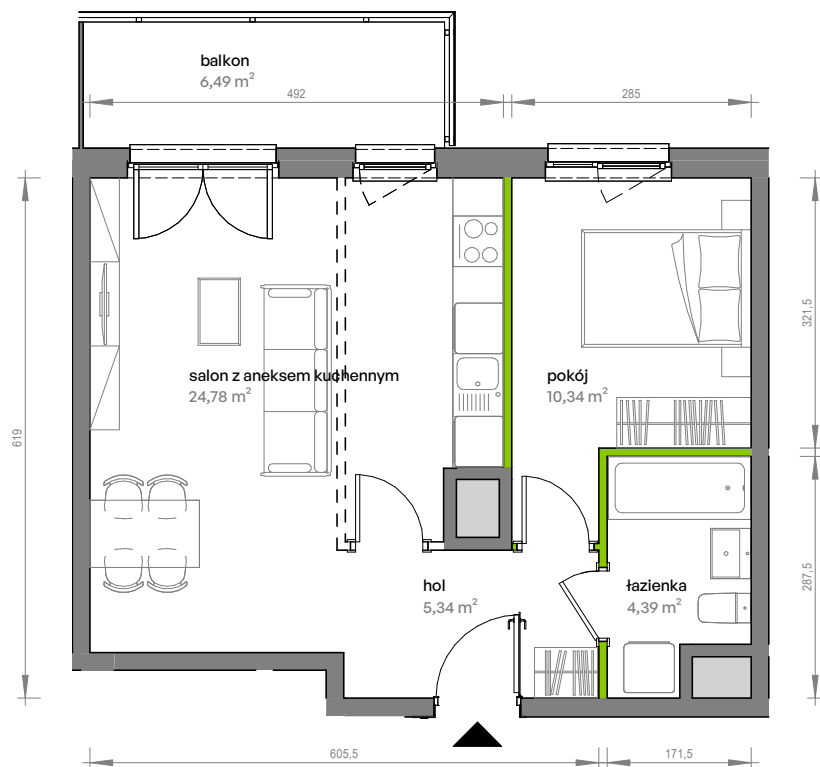 balkon
6,49 m²
492
285
619
321,5
salon z aneksem kuchennym
24,78 m²
pokój
10,34 m²
hol
5,34 m²
łazienka
4,39 m²
287,5
605,5
171,5